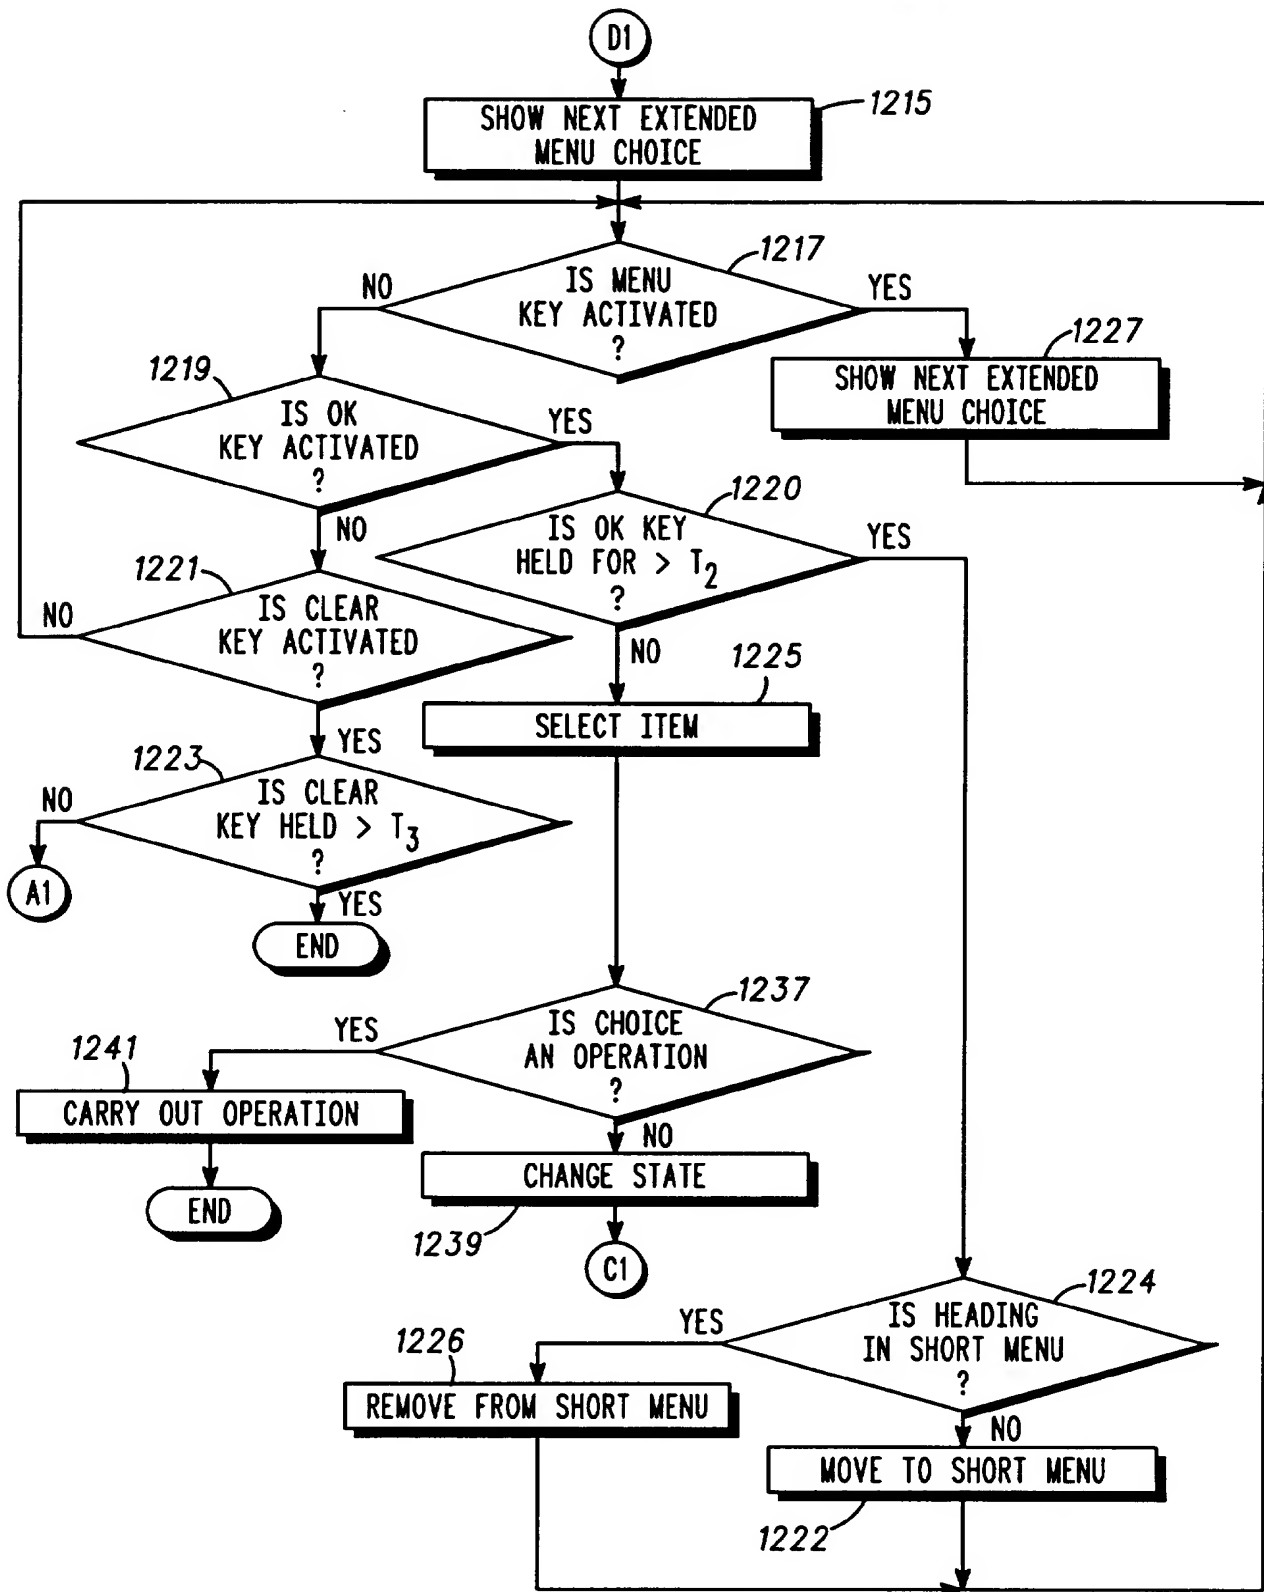 D1
1215
SHOW NEXT EXTENDED
MENU CHOICE
1217
IS MENU
KEY ACTIVATED
?
NO
YES
1227
SHOW NEXT EXTENDED
MENU CHOICE
1219
IS OK
KEY ACTIVATED
?
YES
NO
1220
IS OK KEY
HELD FOR > T2
?
YES
NO
1221
IS CLEAR
KEY ACTIVATED
?
NO
YES
1225
SELECT ITEM
1223
IS CLEAR
KEY HELD > T3
?
NO
A1
YES
END
1237
IS CHOICE
AN OPERATION
?
YES
NO
1241
CARRY OUT OPERATION
END
CHANGE STATE
1239
C1
1224
IS HEADING
IN SHORT MENU
?
YES
NO
1226
REMOVE FROM SHORT MENU
MOVE TO SHORT MENU
1222